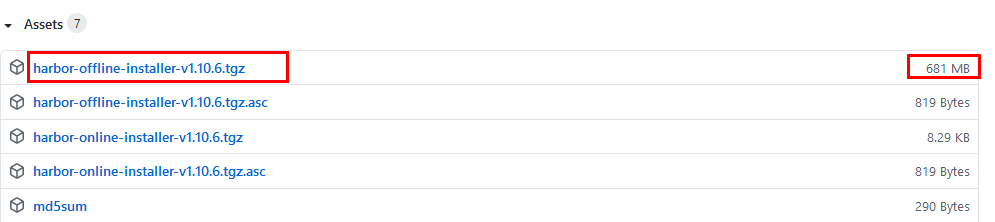 Assets 7
harbor-offline-installer-v1.10.6.tgz 681 MB
harbor-offline-installer-v1.10.6.tgz.asc 819 Bytes
harbor-online-installer-v1.10.6.tgz 8.29 KB
harbor-online-installer-v1.10.6.tgz.asc 819 Bytes
md5sum 290 Bytes